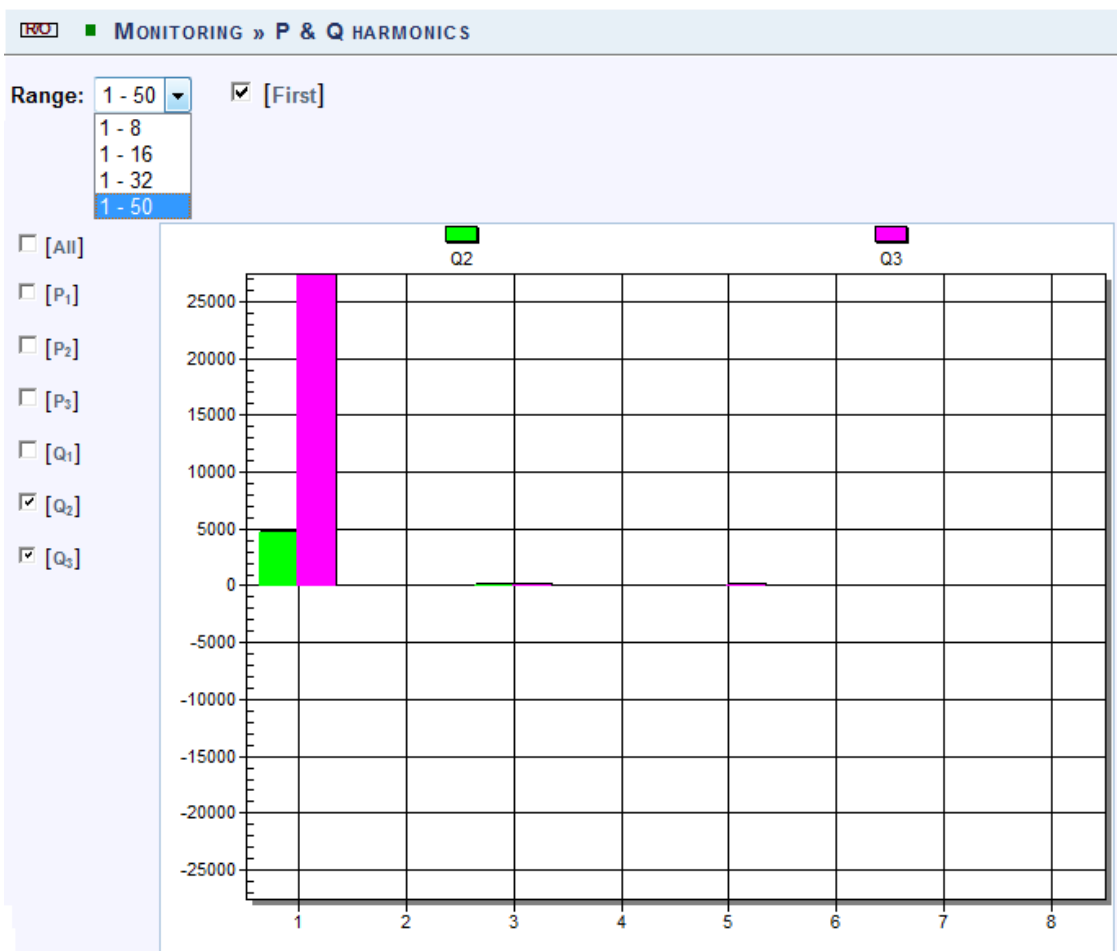 R/O MONITORING » P & Q HARMONICS
Range: 1 - 50 [First]
1 - 8
1 - 16
1 - 32
1 - 50
[All]
[P₁]
[P₂]
[P₃]
[Q₁]
[Q₂]
[Q₃]
Q2 Q3
25000
20000
15000
10000
5000
0
-5000
-10000
-15000
-20000
-25000
1 2 3 4 5 6 7 8